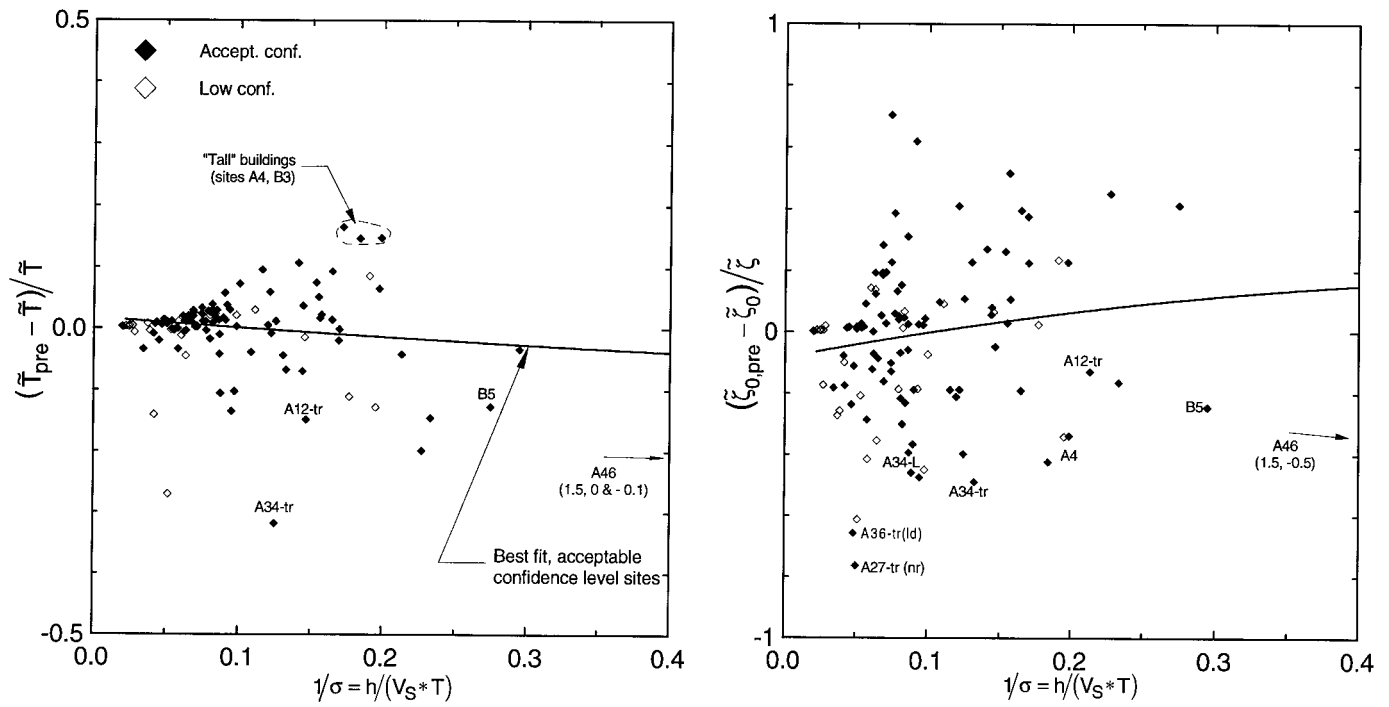 0.5
Accept. conf.
Low conf.
"Tall" buildings
(sites A4, B3)
(T̃pre − T̃)/T̃
0.0
A12-tr
B5
A46
(1.5, 0 & - 0.1)
A34-tr
Best fit, acceptable
confidence level sites
-0.5
0.0 0.1 0.2 0.3 0.4
1/σ = h/(VS*T)
1
(ζ̃0,pre − ζ̃0)/ζ̃
0
A12-tr
B5
A46
(1.5, -0.5)
A4
A34-L
A34-tr
A36-tr(ld)
A27-tr (nr)
-1
0.0 0.1 0.2 0.3 0.4
1/σ = h/(VS*T)